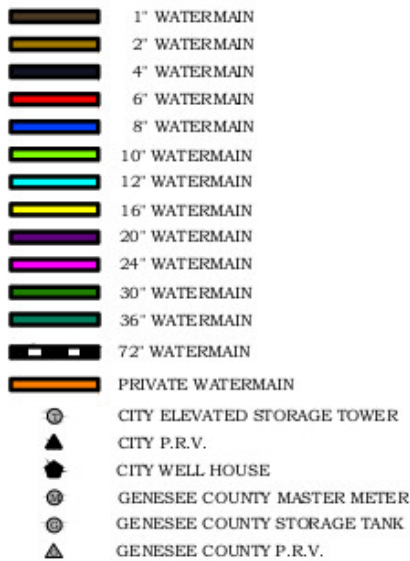 1" WATERMAIN
2" WATERMAIN
4" WATERMAIN
6" WATERMAIN
8" WATERMAIN
10" WATERMAIN
12" WATERMAIN
16" WATERMAIN
20" WATERMAIN
24" WATERMAIN
30" WATERMAIN
36" WATERMAIN
72" WATERMAIN
PRIVATE WATERMAIN
T CITY ELEVATED STORAGE TOWER
CITY P.R.V.
CITY WELL HOUSE
M GENESEE COUNTY MASTER METER
G GENESEE COUNTY STORAGE TANK
GENESEE COUNTY P.R.V.